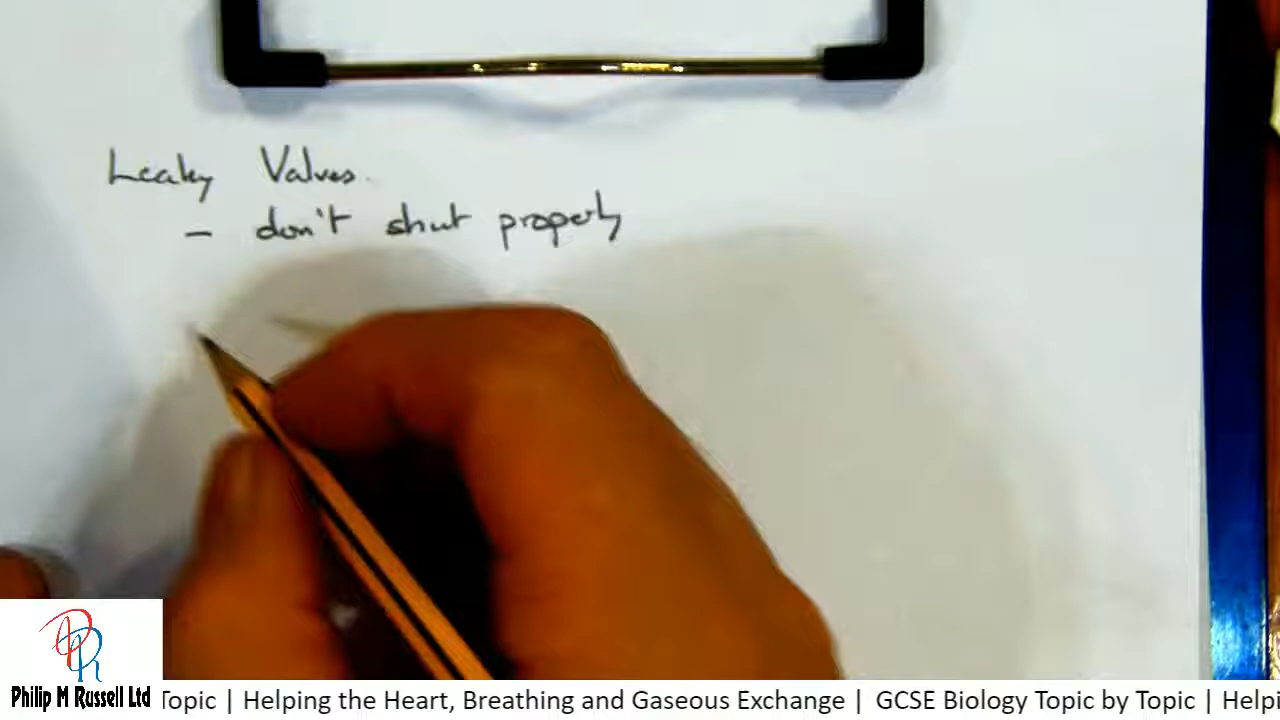 Leaky Valves.
- don't shut properly
Philip M Russell Ltd
Topic | Helping the Heart, Breathing and Gaseous Exchange | GCSE Biology Topic by Topic | Helpi